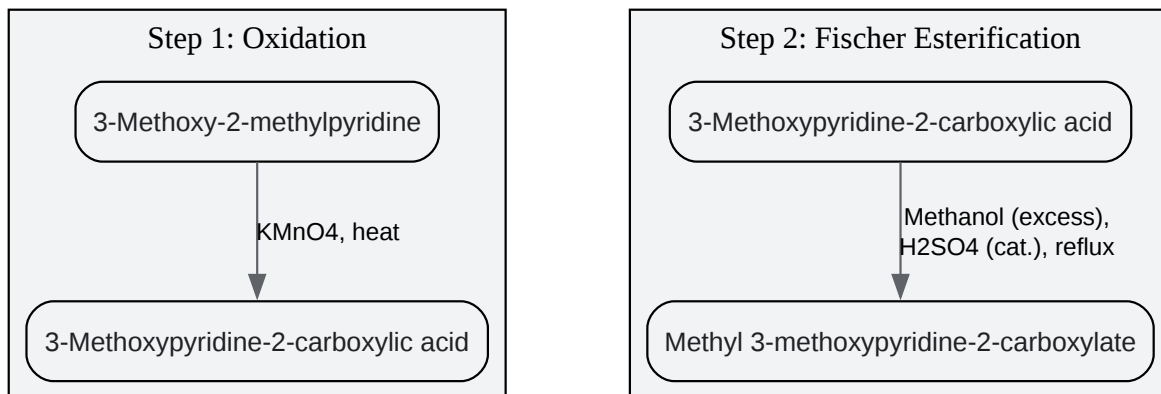 Step 1: Oxidation
3-Methoxy-2-methylpyridine
KMnO4, heat
3-Methoxypyridine-2-carboxylic acid
Step 2: Fischer Esterification
3-Methoxypyridine-2-carboxylic acid
Methanol (excess),
H2SO4 (cat.), reflux
Methyl 3-methoxypyridine-2-carboxylate